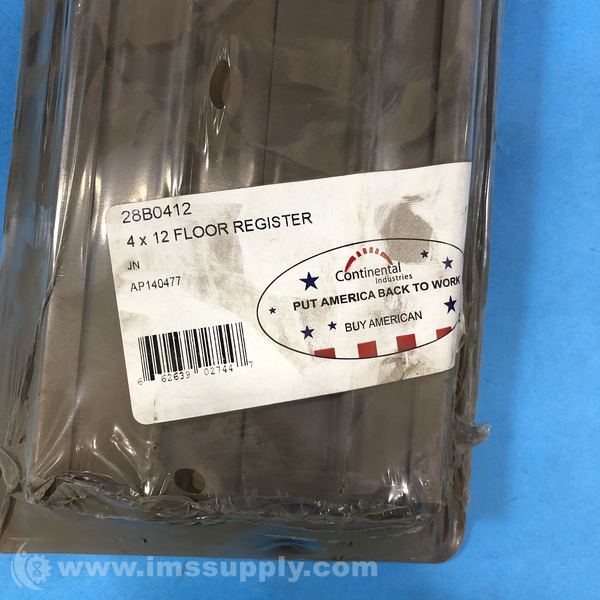 28B0412
4 x 12 FLOOR REGISTER
JN
AP140477
Continental
Industries
PUT AMERICA BACK TO WORK
BUY AMERICAN
6 62639 02744 7
www.imssupply.com